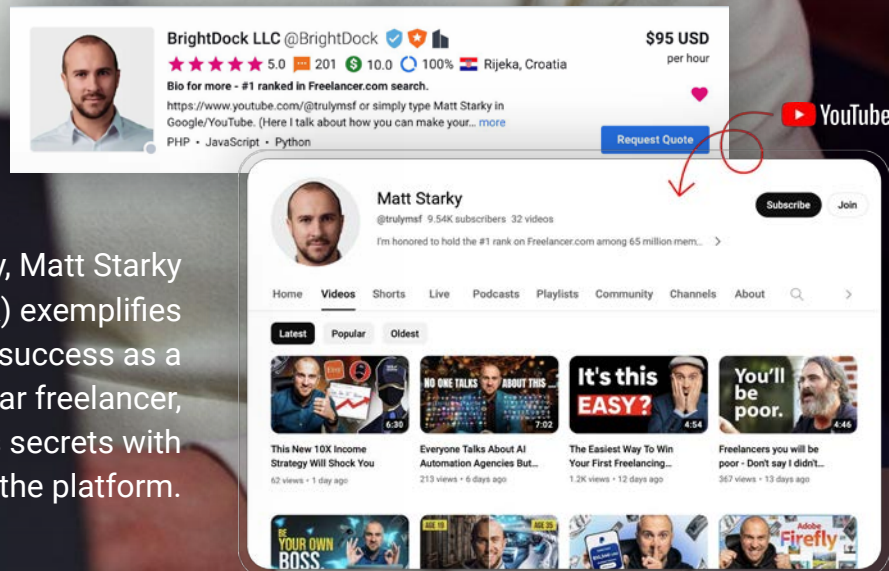 BrightDock LLC @BrightDock
$95 USD
per hour
5.0 201 10.0 100% Rijeka, Croatia
Bio for more - #1 ranked in Freelancer.com search.
https://www.youtube.com/@trulymsf or simply type Matt Starky in
Google/YouTube. (Here I talk about how you can make your... more
PHP • JavaScript • Python
Request Quote
YouTube
Matt Starky
@trulymsf 9.54K subscribers 32 videos
I'm honored to hold the #1 rank on Freelancer.com among 65 million mem...
Subscribe
Join
Home Videos Shorts Live Podcasts Playlists Community Channels About
Latest Popular Oldest
6:30
NO ONE TALKS ABOUT THIS ...
7:02
It's this
EASY?
4:54
You'll
be
poor.
4:46
This New 10X Income
Strategy Will Shock You
62 views • 1 day ago
Everyone Talks About AI
Automation Agencies But...
213 views • 6 days ago
The Easiest Way To Win
Your First Freelancing...
1.2K views • 12 days ago
Freelancers you will be
poor - Don't say I didn't...
367 views • 13 days ago
BE
YOUR OWN
BOSS
AGE 19
AGE 35
Adobe
Firefly
, Matt Starky
) exemplifies
success as a
ar freelancer,
secrets with
the platform.